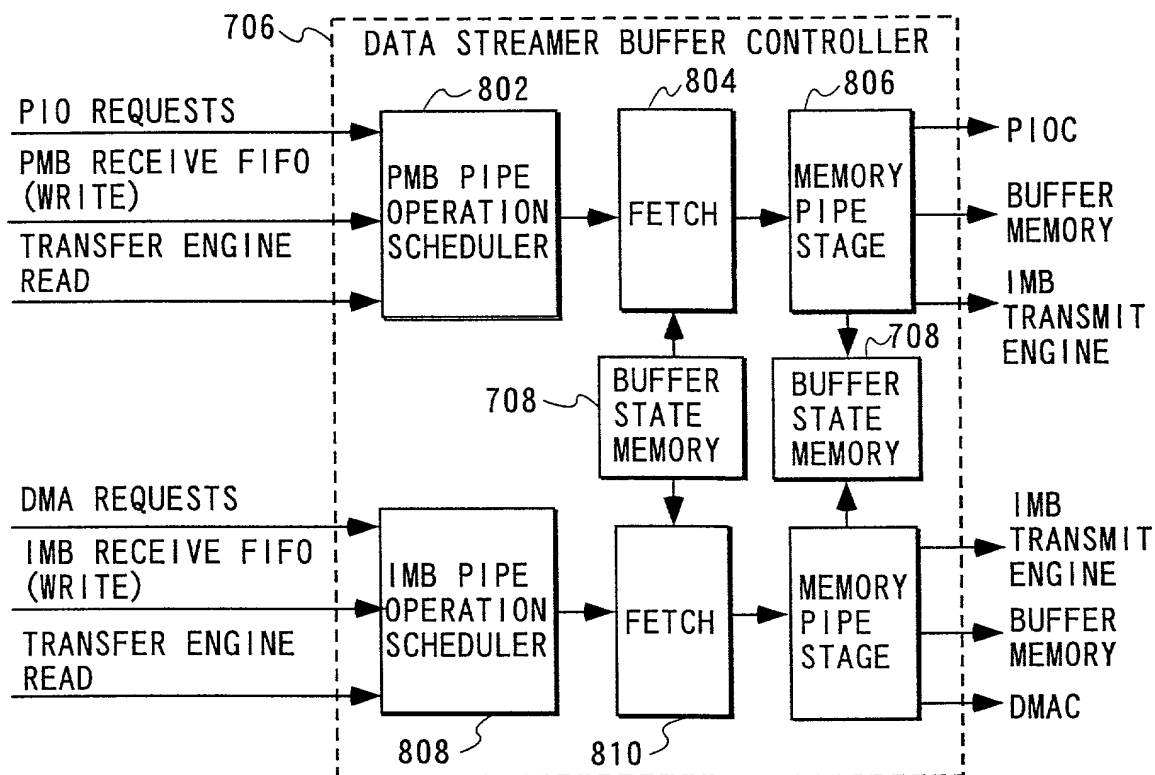 706
DATA STREAMER BUFFER CONTROLLER
802
804
806
PIO REQUESTS
PMB RECEIVE FIFO
(WRITE)
TRANSFER ENGINE
READ
PMB PIPE
OPERATION
SCHEDULER
FETCH
MEMORY
PIPE
STAGE
PIOC
BUFFER
MEMORY
IMB
TRANSMIT
ENGINE
708
BUFFER
STATE
MEMORY
708
BUFFER
STATE
MEMORY
DMA REQUESTS
IMB RECEIVE FIFO
(WRITE)
TRANSFER ENGINE
READ
IMB PIPE
OPERATION
SCHEDULER
FETCH
MEMORY
PIPE
STAGE
IMB
TRANSMIT
ENGINE
BUFFER
MEMORY
DMAC
808
810